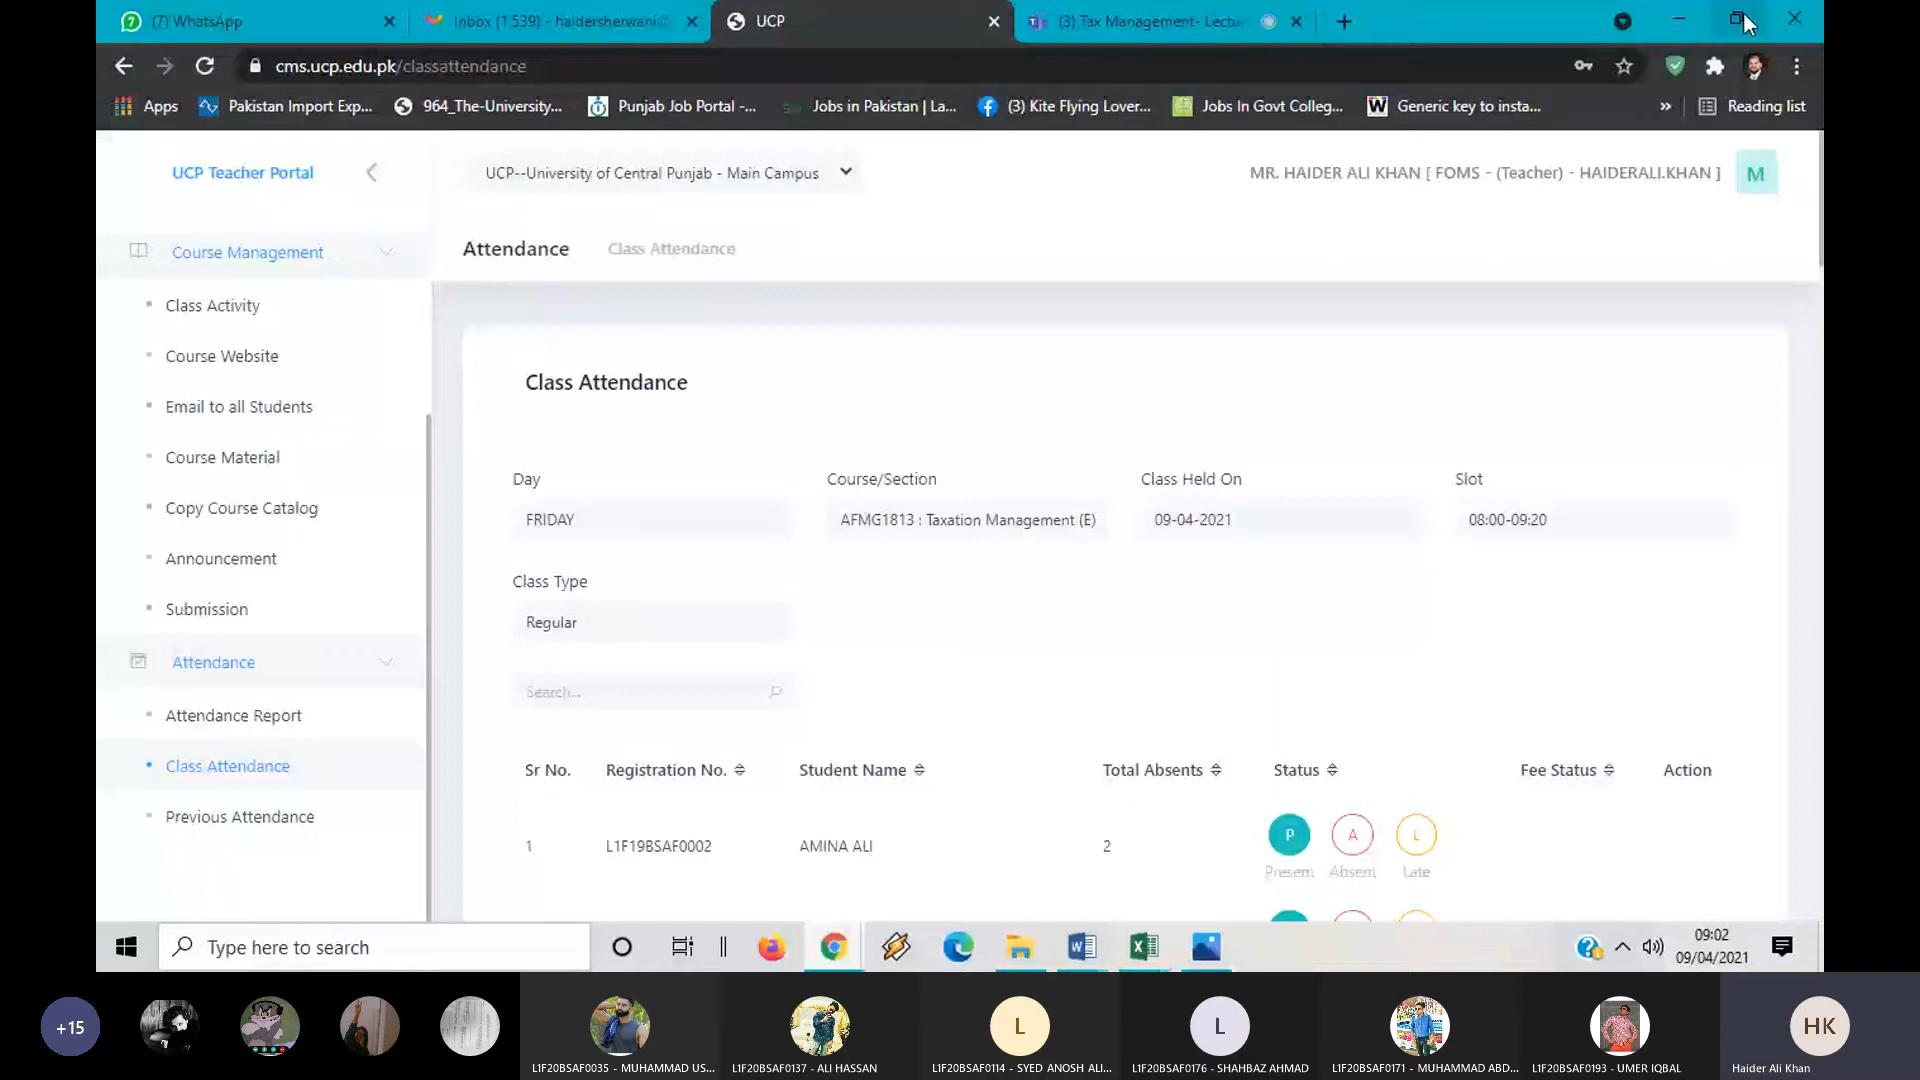 (7) WhatsApp
Inbox (1,539) - haidersherwani@
UCP
(3) Tax Management- Lectu
cms.ucp.edu.pk/classattendance
Apps
Pakistan Import Exp...
964_The-University...
Punjab Job Portal -...
Jobs in Pakistan | La...
(3) Kite Flying Lover...
Jobs In Govt Colleg...
W Generic key to insta...
»
Reading list
UCP Teacher Portal
UCP--University of Central Punjab - Main Campus
MR. HAIDER ALI KHAN [ FOMS - (Teacher) - HAIDERALI.KHAN ]
M
Course Management
Attendance
Class Attendance
Class Activity
Course Website
Email to all Students
Course Material
Copy Course Catalog
Announcement
Submission
Attendance
Attendance Report
Class Attendance
Previous Attendance
Class Attendance
Day
Course/Section
Class Held On
Slot
FRIDAY
AFMG1813 : Taxation Management (E)
09-04-2021
08:00-09:20
Class Type
Regular
Search...
Sr No.
Registration No.
Student Name
Total Absents
Status
Fee Status
Action
1
L1F19BSAF0002
AMINA ALI
2
P
A
L
Present
Absent
Late
Type here to search
09:02
09/04/2021
+15
L
L
HK
L1F20BSAF0035 - MUHAMMAD US...
L1F20BSAF0137 - ALI HASSAN
L1F20BSAF0114 - SYED ANOSH ALI...
L1F20BSAF0176 - SHAHBAZ AHMAD
L1F20BSAF0171 - MUHAMMAD ABD...
L1F20BSAF0193 - UMER IQBAL
Haider Ali Khan